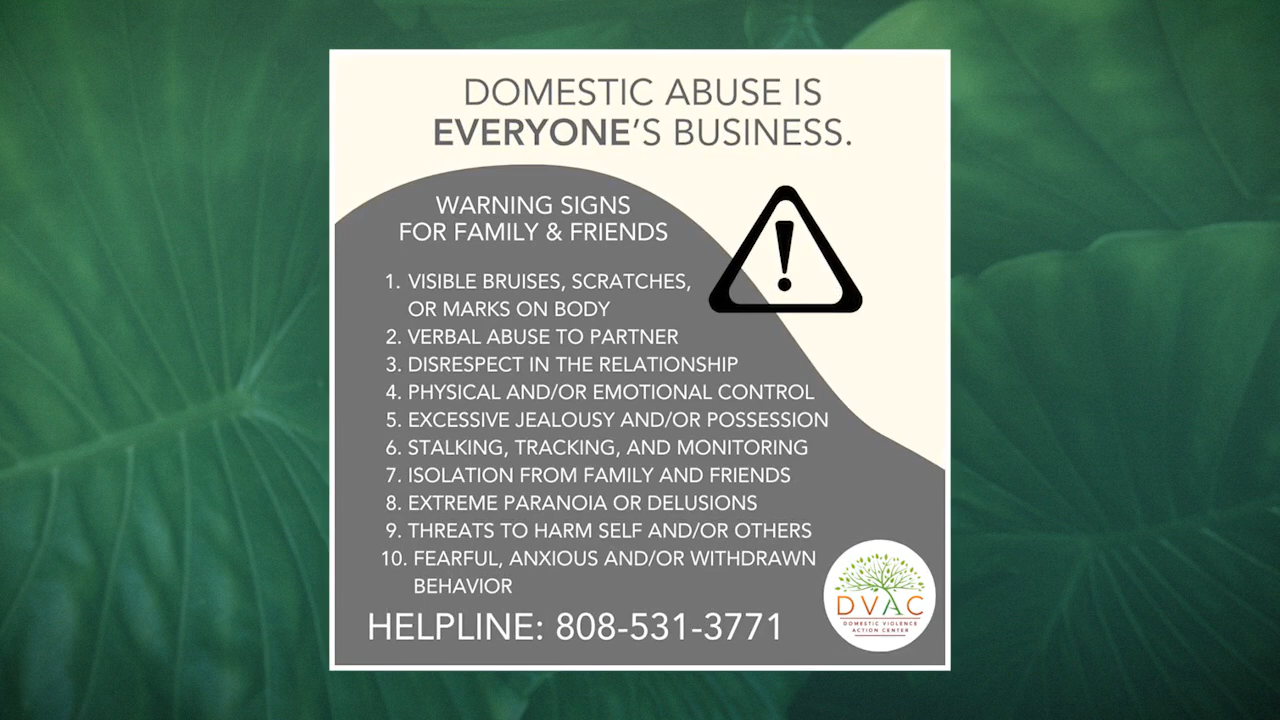 DOMESTIC ABUSE IS
EVERYONE'S BUSINESS.
WARNING SIGNS
FOR FAMILY & FRIENDS
1. VISIBLE BRUISES, SCRATCHES,
OR MARKS ON BODY
2. VERBAL ABUSE TO PARTNER
3. DISRESPECT IN THE RELATIONSHIP
4. PHYSICAL AND/OR EMOTIONAL CONTROL
5. EXCESSIVE JEALOUSY AND/OR POSSESSION
6. STALKING, TRACKING, AND MONITORING
7. ISOLATION FROM FAMILY AND FRIENDS
8. EXTREME PARANOIA OR DELUSIONS
9. THREATS TO HARM SELF AND/OR OTHERS
10. FEARFUL, ANXIOUS AND/OR WITHDRAWN
BEHAVIOR
HELPLINE: 808-531-3771
DVAC
DOMESTIC VIOLENCE
ACTION CENTER